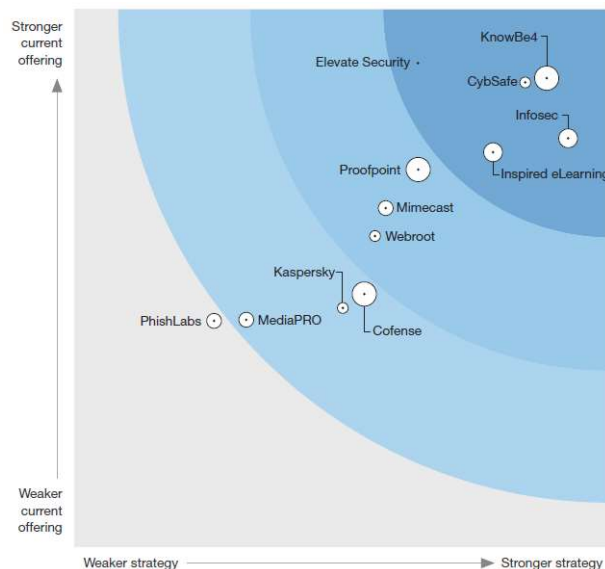 Stronger
current
offering
KnowBe4
Elevate Security
CybSafe
Infosec
Proofpoint
Inspired eLearning
Mimecast
Webroot
Kaspersky
PhishLabs
MediaPRO
Cofense
Weaker
current
offering
Weaker strategy
Stronger strategy